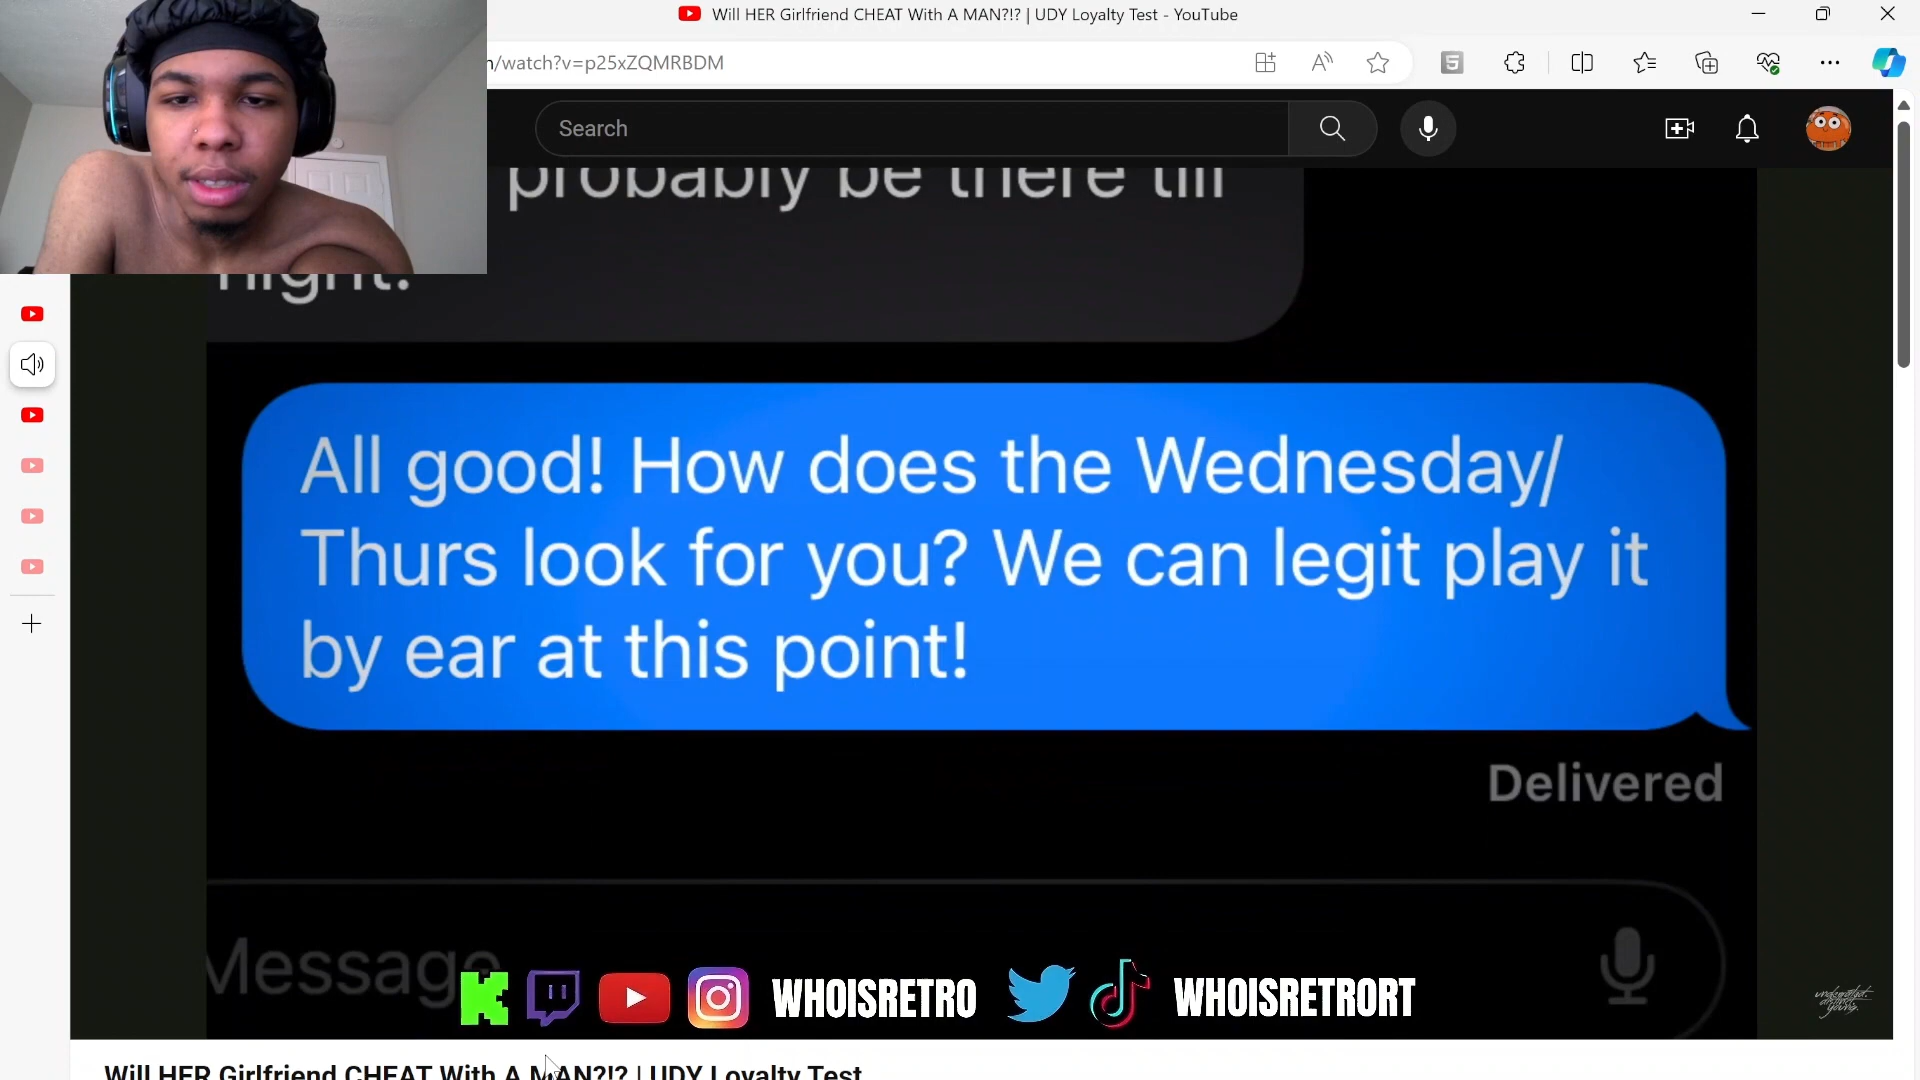 Will HER Girlfriend CHEAT With A MAN?!? | UDY Loyalty Test - YouTube
/watch?v=p25xZQMRBDM
Search
probably be there till
night!
All good! How does the Wednesday/
Thurs look for you? We can legit play it
by ear at this point!
Delivered
Message
WHOISRETRO
WHOISRETRORT
Will HER Girlfriend CHEAT With A MAN?!? | UDY Loyalty Test